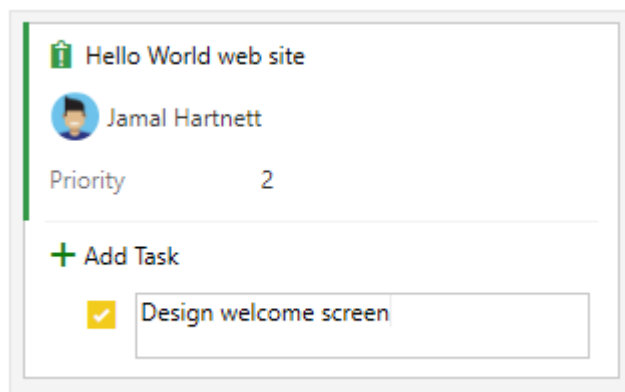 Hello World web site
Jamal Hartnett
Priority 2
Add Task
Design welcome screen